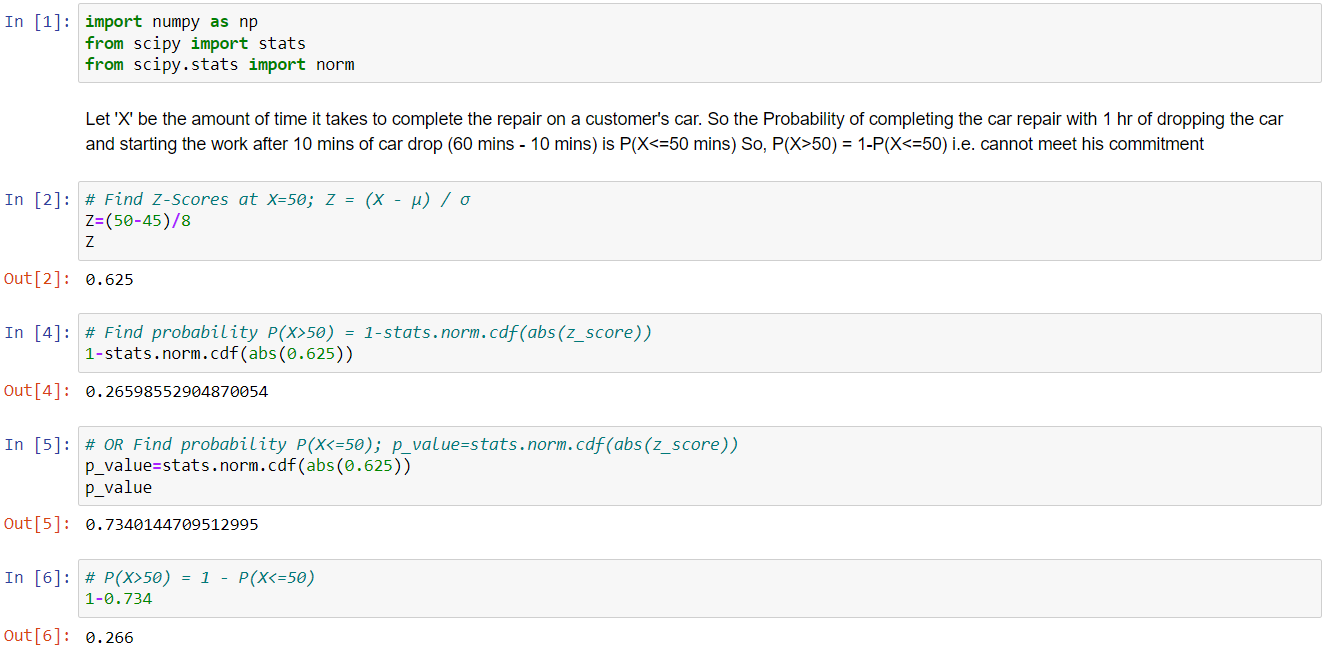 In [1]: import numpy as np
from scipy import stats
from scipy.stats import norm
Let 'X' be the amount of time it takes to complete the repair on a customer's car. So the Probability of completing the car repair with 1 hr of dropping the car
and starting the work after 10 mins of car drop (60 mins - 10 mins) is P(X<=50 mins) So, P(X>50) = 1-P(X<=50) i.e. cannot meet his commitment
In [2]: # Find Z-Scores at X=50; Z = (X - μ) / σ
Z=(50-45)/8
Z
Out[2]: 0.625
In [4]: # Find probability P(X>50) = 1-stats.norm.cdf(abs(z_score))
1-stats.norm.cdf(abs(0.625))
Out[4]: 0.26598552904870054
In [5]: # OR Find probability P(X<=50); p_value=stats.norm.cdf(abs(z_score))
p_value=stats.norm.cdf(abs(0.625))
p_value
Out[5]: 0.7340144709512995
In [6]: # P(X>50) = 1 - P(X<=50)
1-0.734
Out[6]: 0.266